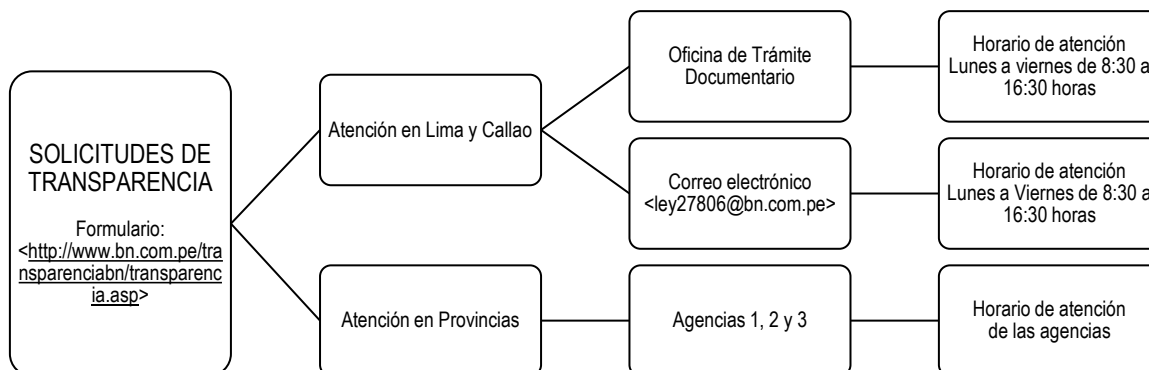 SOLICITUDES DE
TRANSPARENCIA
Formulario:
<http://www.bn.com.pe/tra
nsparenciabn/transparenc
ia.asp>
Atención en Lima y Callao
Oficina de Trámite
Documentario
Horario de atención
Lunes a viernes de 8:30 a
16:30 horas
Correo electrónico
<ley27806@bn.com.pe>
Horario de atención
Lunes a Viernes de 8:30 a
16:30 horas
Atención en Provincias
Agencias 1, 2 y 3
Horario de atención
de las agencias